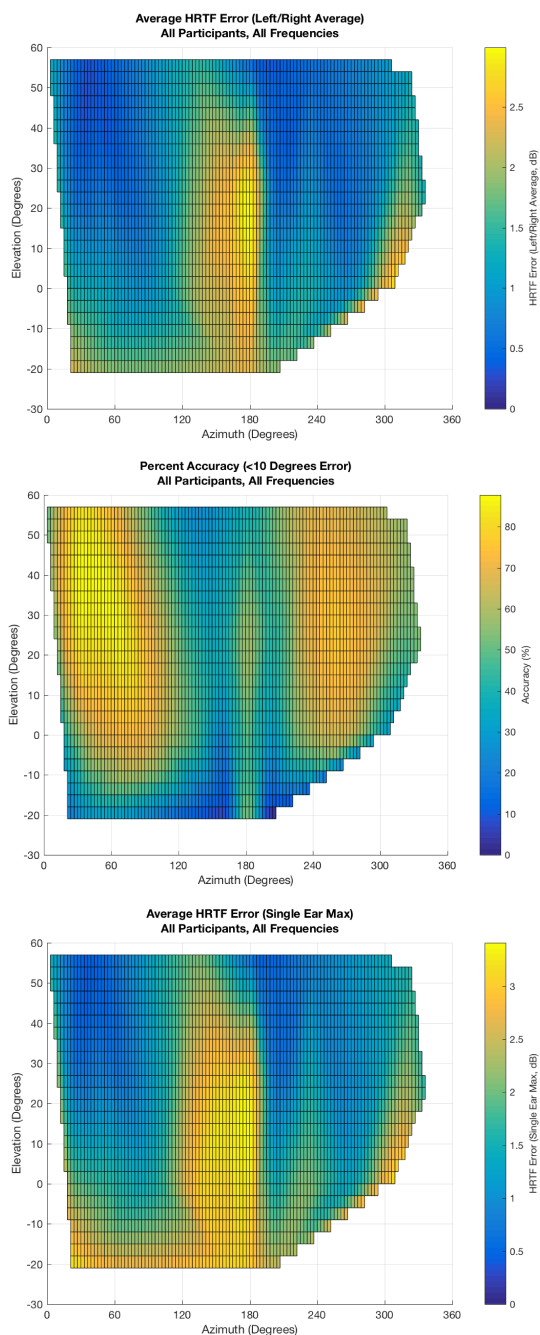 Average HRTF Error (Left/Right Average)
All Participants, All Frequencies
60
50
40
30
20
10
0
-10
-20
-30
Elevation (Degrees)
0 60 120 180 240 300 360
Azimuth (Degrees)
2.5
2
1.5
1
0.5
0
HRTF Error (Left/Right Average, dB)
Percent Accuracy (<10 Degrees Error)
All Participants, All Frequencies
60
50
40
30
20
10
0
-10
-20
-30
Elevation (Degrees)
0 60 120 180 240 300 360
Azimuth (Degrees)
80
70
60
50
40
30
20
10
0
Accuracy (%)
Average HRTF Error (Single Ear Max)
All Participants, All Frequencies
60
50
40
30
20
10
0
-10
-20
-30
Elevation (Degrees)
0 60 120 180 240 300 360
Azimuth (Degrees)
3
2.5
2
1.5
1
0.5
0
HRTF Error (Single Ear Max, dB)